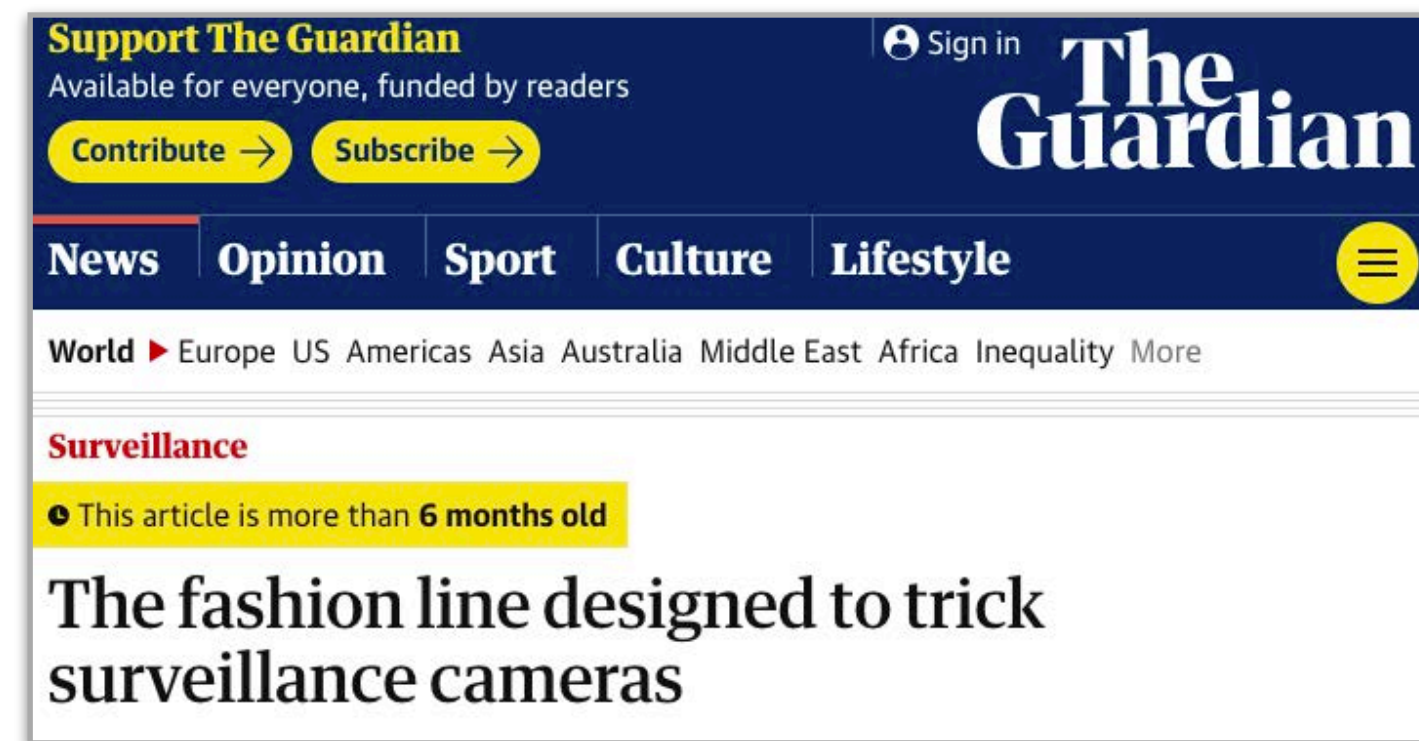 Support The Guardian
Available for everyone, funded by readers
Contribute → Subscribe →
Sign in
The
Guardian
News Opinion Sport Culture Lifestyle
World ▶ Europe US Americas Asia Australia Middle East Africa Inequality More
Surveillance
This article is more than 6 months old
The fashion line designed to trick
surveillance cameras